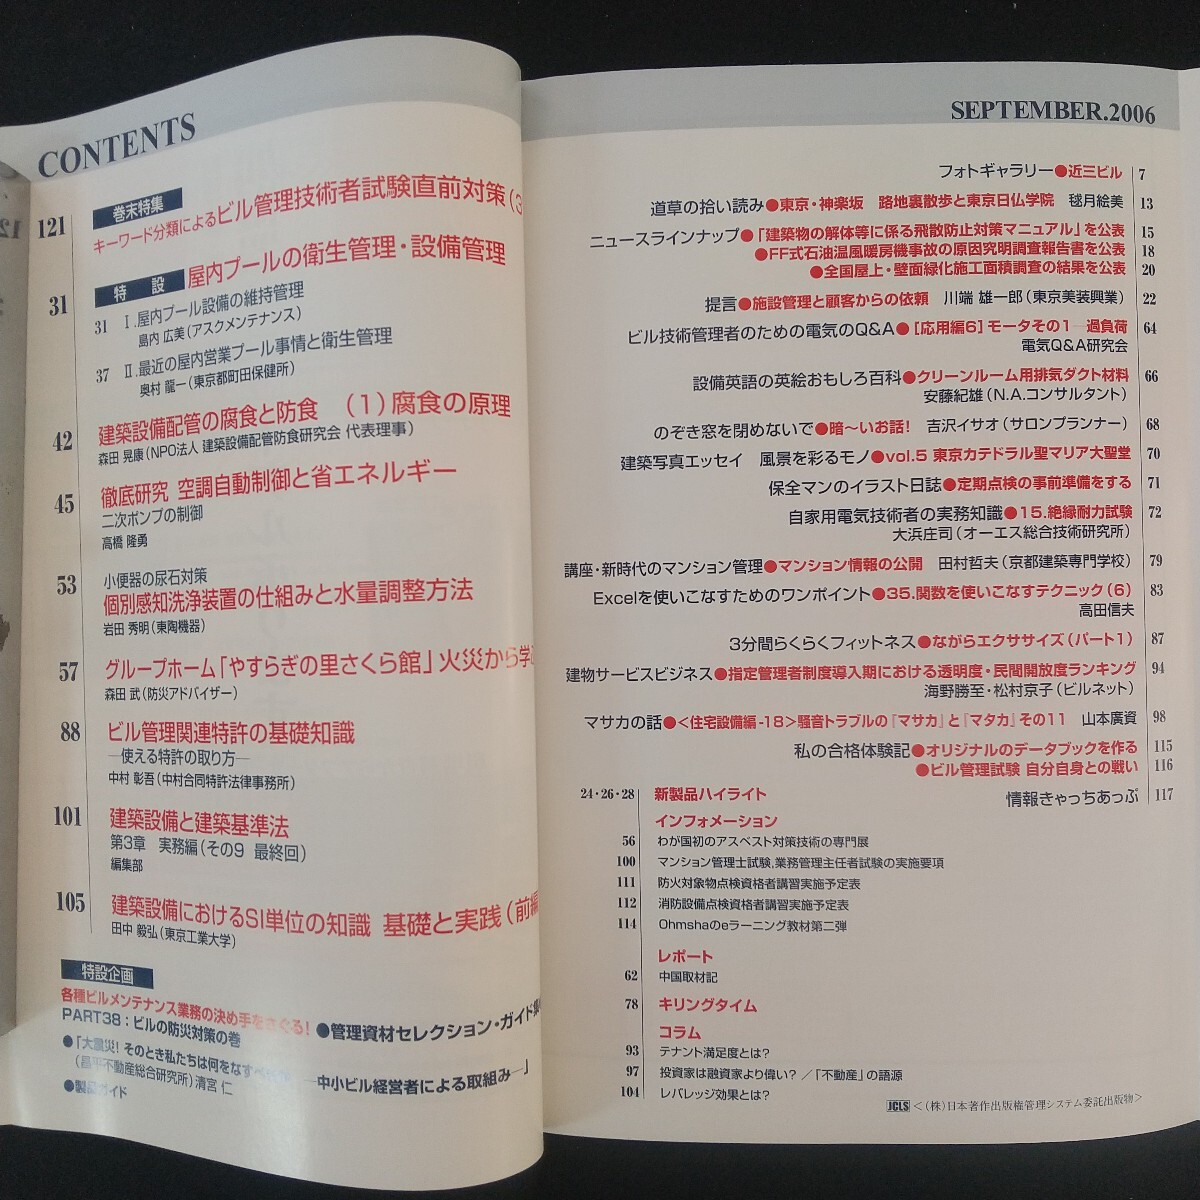 CONTENTS
121 巻末特集
キーワード分類によるビル管理技術者試験直前対策(3
31 特設 屋内プールの衛生管理・設備管理
31 Ⅰ.屋内プール設備の維持管理
島内 広美(アスクメンテナンス)
37 Ⅱ.最近の屋内営業プール事情と衛生管理
奥村 龍一(東京都町田保健所)
42 建築設備配管の腐食と防食 (1)腐食の原理
森田 晃康(NPO法人 建築設備配管防食研究会 代表理事)
45 徹底研究 空調自動制御と省エネルギー
二次ポンプの制御
高橋 隆勇
53 小便器の尿石対策
個別感知洗浄装置の仕組みと水量調整方法
岩田 秀明(東陶機器)
57 グループホーム「やすらぎの里さくら館」火災から学
森田 武(防災アドバイザー)
88 ビル管理関連特許の基礎知識
―使える特許の取り方―
中村 彰吾(中村合同特許法律事務所)
101 建築設備と建築基準法
第3章 実務編(その9 最終回)
編集部
105 建築設備におけるSI単位の知識 基礎と実践(前編
田中 毅弘(東京工業大学)
特設企画
各種ビルメンテナンス業務の決め手をさぐる!
PART38:ビルの防災対策の巻
●管理資材セレクション・ガイド集
●「大震災!そのとき私たちは何をなすべ
―中小ビル経営者による取組み―」
(昌平不動産総合研究所)清宮 仁
●製品ガイド
SEPTEMBER.2006
フォトギャラリー●近三ビル 7
道草の拾い読み●東京・神楽坂 路地裏散歩と東京日仏学院 毬月絵美 13
ニュースラインナップ●「建築物の解体等に係る飛散防止対策マニュアル」を公表 15
●FF式石油温風暖房機事故の原因究明調査報告書を公表 18
●全国屋上・壁面緑化施工面積調査の結果を公表 20
提言●施設管理と顧客からの依頼 川端 雄一郎(東京美装興業) 22
ビル技術管理者のための電気のQ&A●[応用編6]モータその1―過負荷 64
電気Q&A研究会
設備英語の英絵おもしろ百科●クリーンルーム用排気ダクト材料 66
安藤紀雄(N.A.コンサルタント)
のぞき窓を閉めないで●暗〜いお話! 吉沢イサオ(サロンプランナー) 68
建築写真エッセイ 風景を彩るモノ●vol.5 東京カテドラル聖マリア大聖堂 70
保全マンのイラスト日誌●定期点検の事前準備をする 71
自家用電気技術者の実務知識●15.絶縁耐力試験 72
大浜庄司(オーエス総合技術研究所)
講座・新時代のマンション管理●マンション情報の公開 田村哲夫(京都建築専門学校) 79
Excelを使いこなすためのワンポイント●35.関数を使いこなすテクニック(6) 83
高田信夫
3分間らくらくフィットネス●ながらエクササイズ(パート1) 87
建物サービスビジネス●指定管理者制度導入期における透明度・民間開放度ランキング 94
海野勝至・松村京子(ビルネット)
マサカの話●<住宅設備編-18>騒音トラブルの『マサカ』と『マタカ』その11 山本廣資 98
私の合格体験記●オリジナルのデータブックを作る 115
●ビル管理試験 自分自身との戦い 116
情報きゃっちあっぷ 117
24・26・28 新製品ハイライト
インフォメーション
56 わが国初のアスベスト対策技術の専門展
100 マンション管理士試験,業務管理主任者試験の実施要項
111 防火対象物点検資格者講習実施予定表
112 消防設備点検資格者講習実施予定表
114 Ohmshaのeラーニング教材第二弾
レポート
62 中国取材記
78 キリングタイム
コラム
93 テナント満足度とは?
97 投資家は融資家より偉い?/「不動産」の語源
104 レバレッジ効果とは?
JCLS <(株)日本著作出版権管理システム委託出版物>